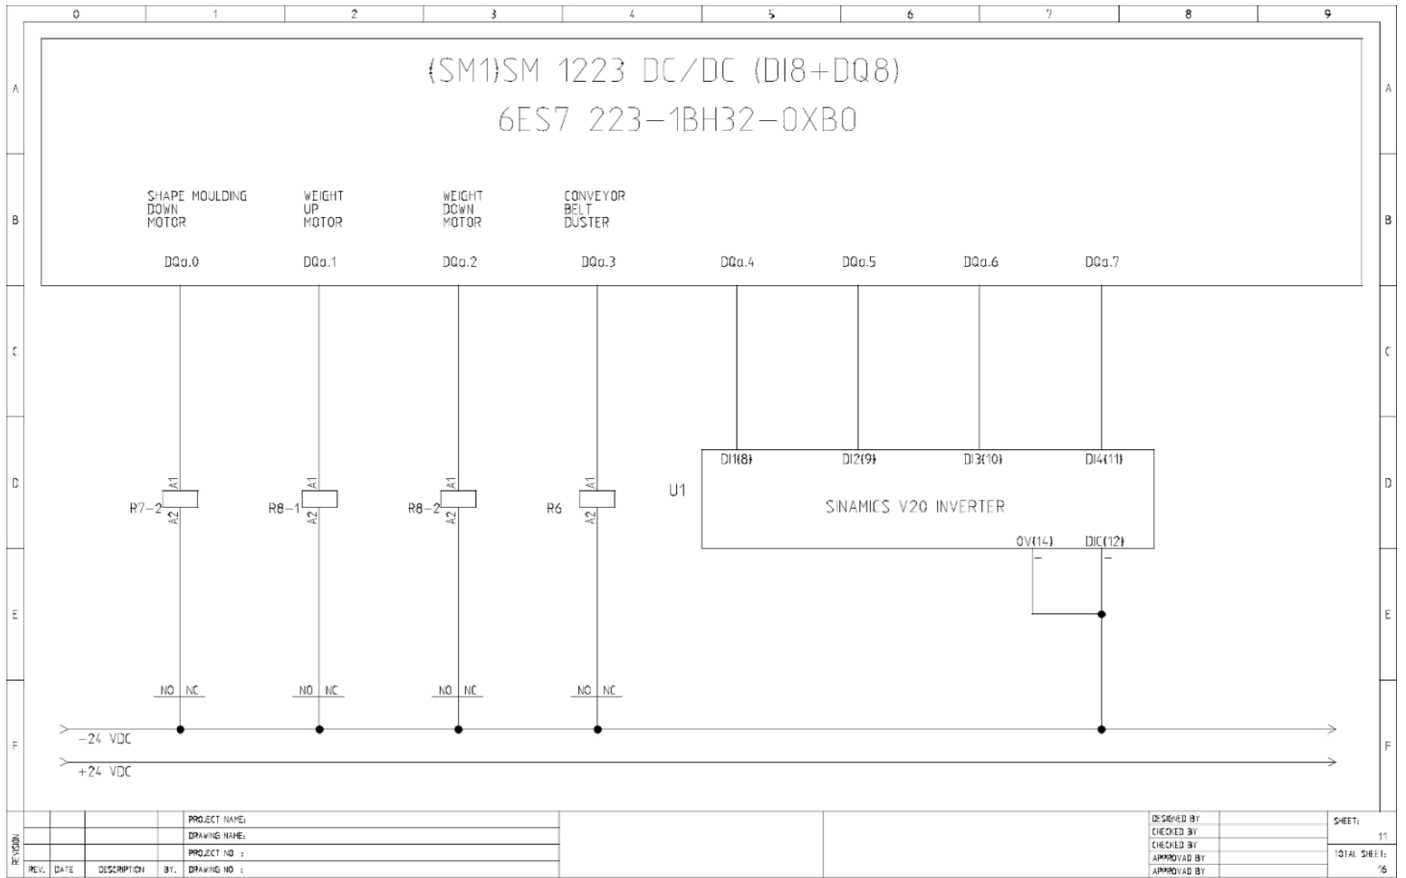 0 1 2 3 4 5 6 7 8 9
(SM1)SM 1223 DC/DC (DI8+DQ8)
A A
6ES7 223-1BH32-0XB0
SHAPE MOULDING WEIGHT WEIGHT CONVEYOR
DOWN UP DOWN BELT
MOTOR MOTOR MOTOR DUSTER
B B
DQa.0 DQa.1 DQa.2 DQa.3 DQa.4 DQa.5 DQa.6 DQa.7
C C
DI1(8) DI2(9) DI3(10) DI4(11)
A1 A1 A1 A1
D D
U1
R7-2 R8-1 R8-2 R6 SINAMICS V20 INVERTER
A2 A2 A2 A2
0V(14) DIC(12)
- -
E E
NO NC NO NC NO NC NO NC
-24 VDC
F F
+24 VDC
PROJECT NAME: DESIGNED BY SHEET:
DRAWING NAME: CHECKED BY 11
REVISION
PROJECT NO : CHECKED BY
APPROVAD BY TOTAL SHEET:
REV. DATE DESCRIPTION BY. DRAWING NO : APPROVAD BY 16